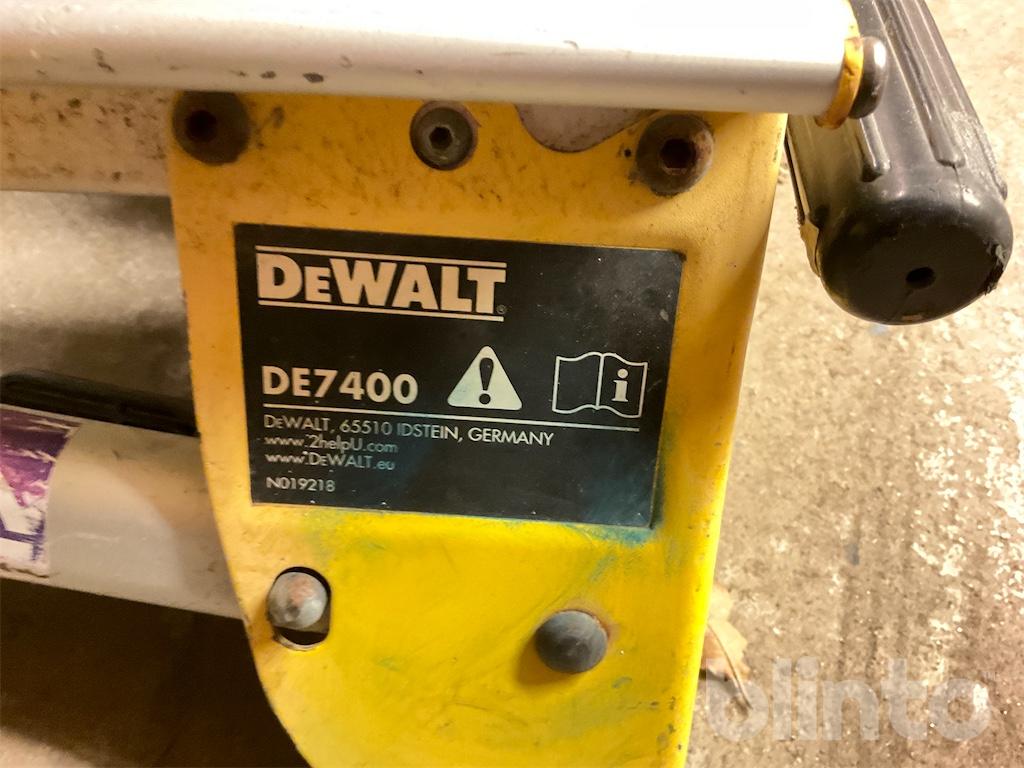 DEWALT®
DE7400
i
DEWALT, 65510 IDSTEIN, GERMANY
www.2helpU.com
www.DEWALT.eu
N019218
blinto